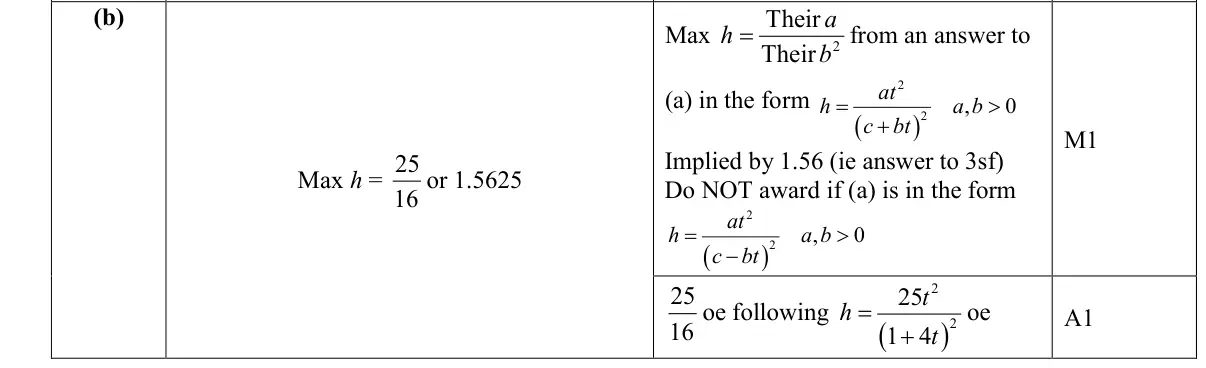 (b)
Max h = 25/16 or 1.5625
Max h = Their a / Their b² from an answer to
(a) in the form h = at² / (c + bt)²   a, b > 0
Implied by 1.56 (ie answer to 3sf)
Do NOT award if (a) is in the form
h = at² / (c − bt)²   a, b > 0
M1
25/16 oe following h = 25t² / (1 + 4t)² oe
A1